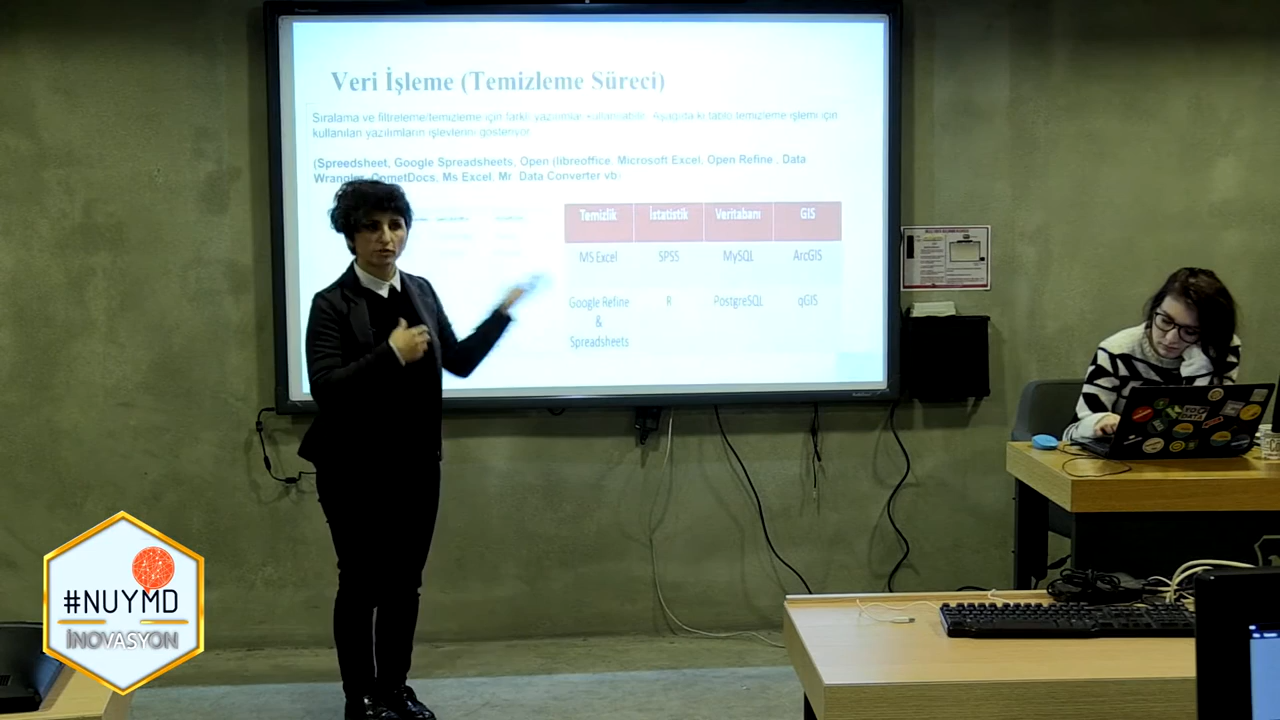 Veri İşleme (Temizleme Süreci)
Sıralama ve filtreleme/temizleme için farklı yazılımlar kullanılabilir. Aşağıda ki tablo temizleme işlemi için
kullanılan yazılımların işlevlerini gösteriyor.
(Spreedsheet, Google Spreadsheets, Open (libreoffice, Microsoft Excel, Open Refine , Data
Wrangler, CometDocs, Ms Excel, Mr. Data Converter vb)
Temizlik İstatistik Veritabanı GIS
MS Excel SPSS MySQL ArcGIS
Google Refine R PostgreSQL qGIS
&
Spreadsheets
#NUYMD
İNOVASYON